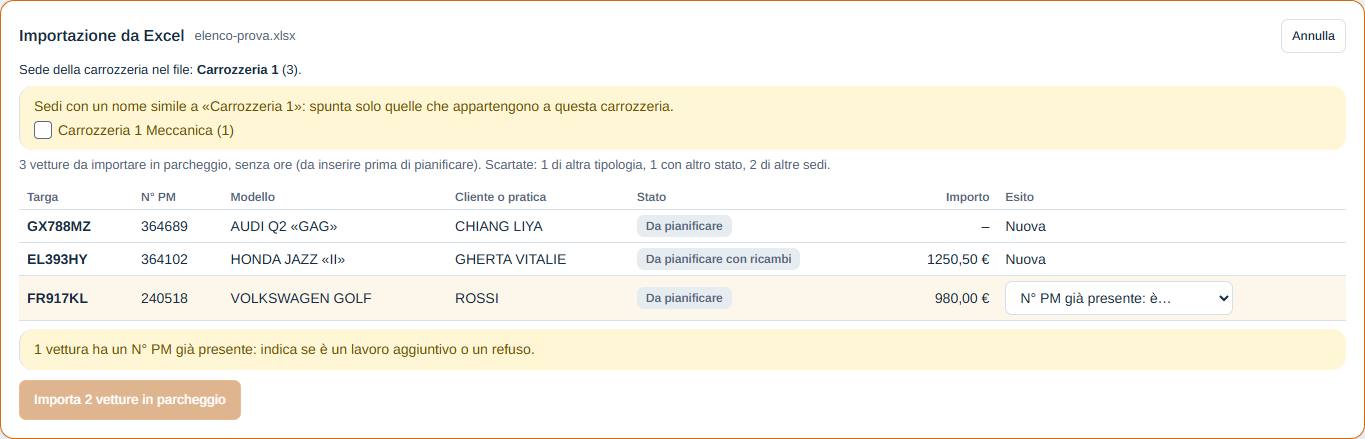 Importazione da Excel elenco-prova.xlsx Annulla
Sede della carrozzeria nel file: Carrozzeria 1 (3).
Sedi con un nome simile a «Carrozzeria 1»: spunta solo quelle che appartengono a questa carrozzeria.
Carrozzeria 1 Meccanica (1)
3 vetture da importare in parcheggio, senza ore (da inserire prima di pianificare). Scartate: 1 di altra tipologia, 1 con altro stato, 2 di altre sedi.
Targa N° PM Modello Cliente o pratica Stato Importo Esito
GX788MZ 364689 AUDI Q2 «GAG» CHIANG LIYA Da pianificare – Nuova
EL393HY 364102 HONDA JAZZ «II» GHERTA VITALIE Da pianificare con ricambi 1250,50 € Nuova
FR917KL 240518 VOLKSWAGEN GOLF ROSSI Da pianificare 980,00 € N° PM già presente: è…
1 vettura ha un N° PM già presente: indica se è un lavoro aggiuntivo o un refuso.
Importa 2 vetture in parcheggio